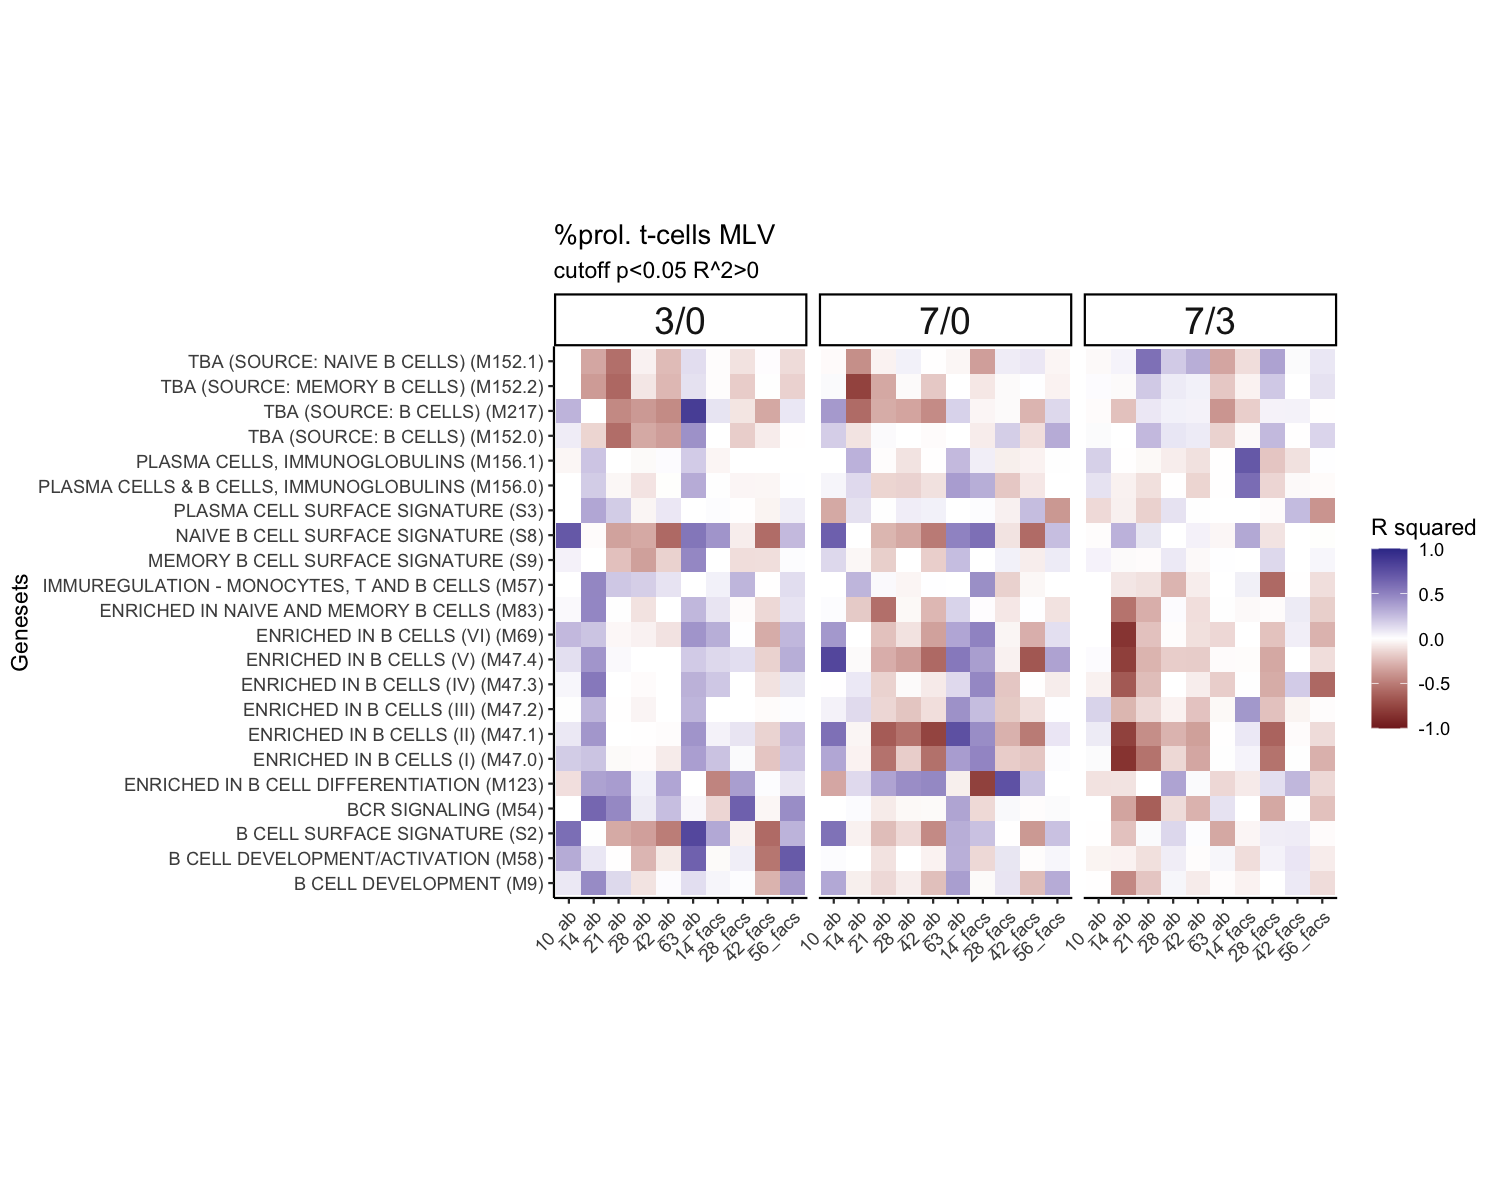 %prol. t-cells MLV
cutoff p<0.05 R^2>0
3/0 7/0 7/3
TBA (SOURCE: NAIVE B CELLS) (M152.1)
TBA (SOURCE: MEMORY B CELLS) (M152.2)
TBA (SOURCE: B CELLS) (M217)
TBA (SOURCE: B CELLS) (M152.0)
PLASMA CELLS, IMMUNOGLOBULINS (M156.1)
PLASMA CELLS & B CELLS, IMMUNOGLOBULINS (M156.0)
PLASMA CELL SURFACE SIGNATURE (S3)
NAIVE B CELL SURFACE SIGNATURE (S8)
MEMORY B CELL SURFACE SIGNATURE (S9)
IMMUREGULATION - MONOCYTES, T AND B CELLS (M57)
ENRICHED IN NAIVE AND MEMORY B CELLS (M83)
ENRICHED IN B CELLS (VI) (M69)
ENRICHED IN B CELLS (V) (M47.4)
ENRICHED IN B CELLS (IV) (M47.3)
ENRICHED IN B CELLS (III) (M47.2)
ENRICHED IN B CELLS (II) (M47.1)
ENRICHED IN B CELLS (I) (M47.0)
ENRICHED IN B CELL DIFFERENTIATION (M123)
BCR SIGNALING (M54)
B CELL SURFACE SIGNATURE (S2)
B CELL DEVELOPMENT/ACTIVATION (M58)
B CELL DEVELOPMENT (M9)
Genesets
10_ab 14_ab 21_ab 28_ab 42_ab 63_ab 14_facs 28_facs 42_facs 56_facs 10_ab 14_ab 21_ab 28_ab 42_ab 63_ab 14_facs 28_facs 42_facs 56_facs 10_ab 14_ab 21_ab 28_ab 42_ab 63_ab 14_facs 28_facs 42_facs 56_facs
R squared
1.0
0.5
0.0
-0.5
-1.0